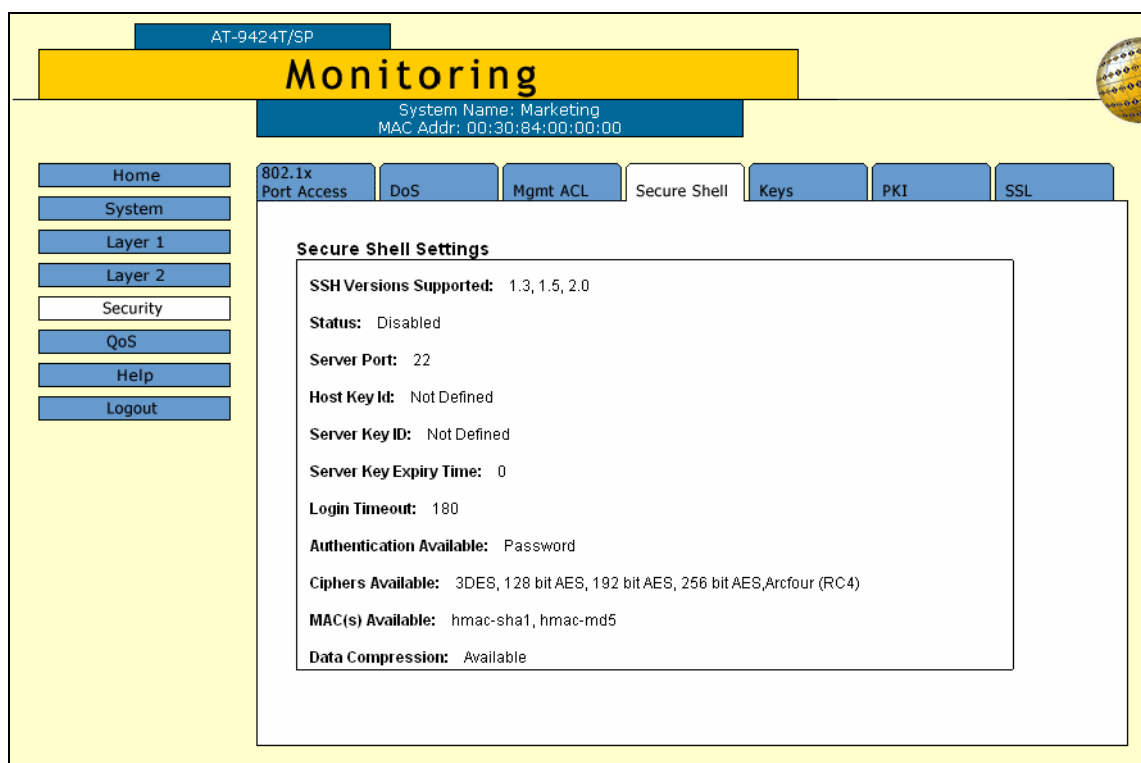 AT-9424T/SP
Monitoring
System Name: Marketing
MAC Addr: 00:30:84:00:00:00
Home
System
Layer 1
Layer 2
Security
QoS
Help
Logout
802.1x
Port Access
DoS
Mgmt ACL
Secure Shell
Keys
PKI
SSL
Secure Shell Settings
SSH Versions Supported: 1.3, 1.5, 2.0
Status: Disabled
Server Port: 22
Host Key Id: Not Defined
Server Key ID: Not Defined
Server Key Expiry Time: 0
Login Timeout: 180
Authentication Available: Password
Ciphers Available: 3DES, 128 bit AES, 192 bit AES, 256 bit AES,Arcfour (RC4)
MAC(s) Available: hmac-sha1, hmac-md5
Data Compression: Available